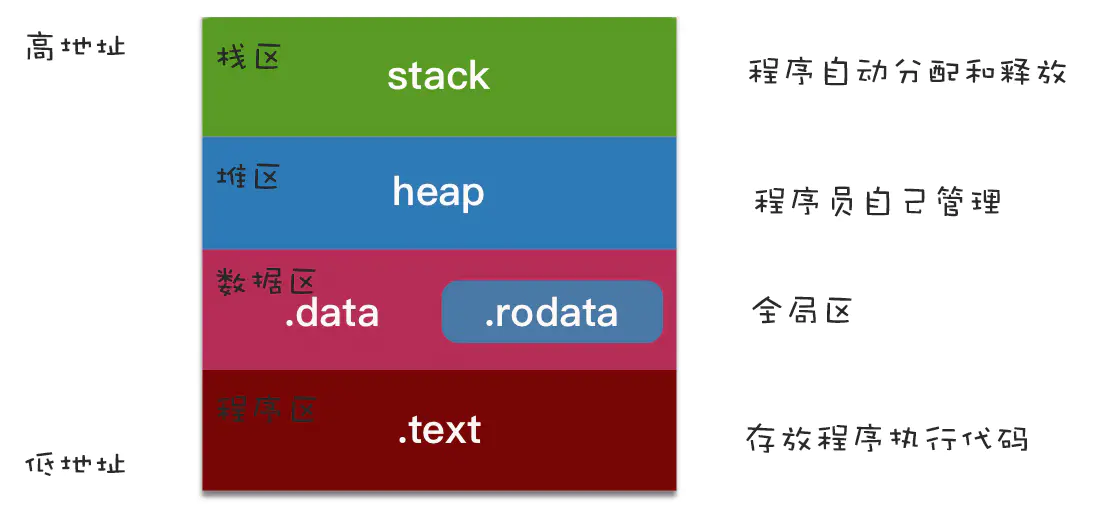 高地址
栈区
stack
程序自动分配和释放
堆区
heap
程序员自己管理
数据区
.data
.rodata
全局区
程序区
.text
存放程序执行代码
低地址